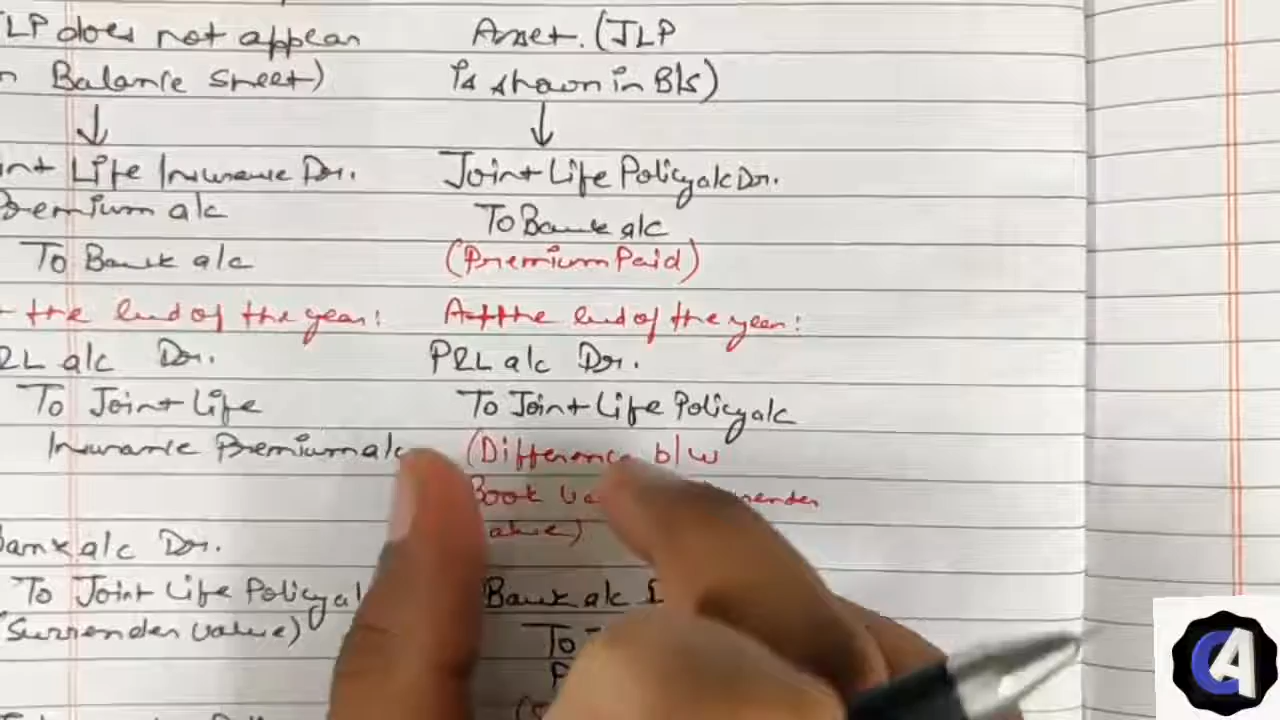 JLP does not appear
n Balance Sheet)
int Life Insurance Dr.
Premium a/c
To Bank a/c
the end of the year:
P&L a/c Dr.
To Joint Life
Insurance Premium a/c
Bank a/c Dr.
To Joint Life Policy a/
(Surrender value)
Asset. (JLP
is shown in B/s)
Joint Life Policy a/c Dr.
To Bank a/c
(Premium Paid)
At the end of the year:
P&L a/c Dr.
To Joint Life Policy a/c
(Difference b/w
Book
Bank a/c
To
CA